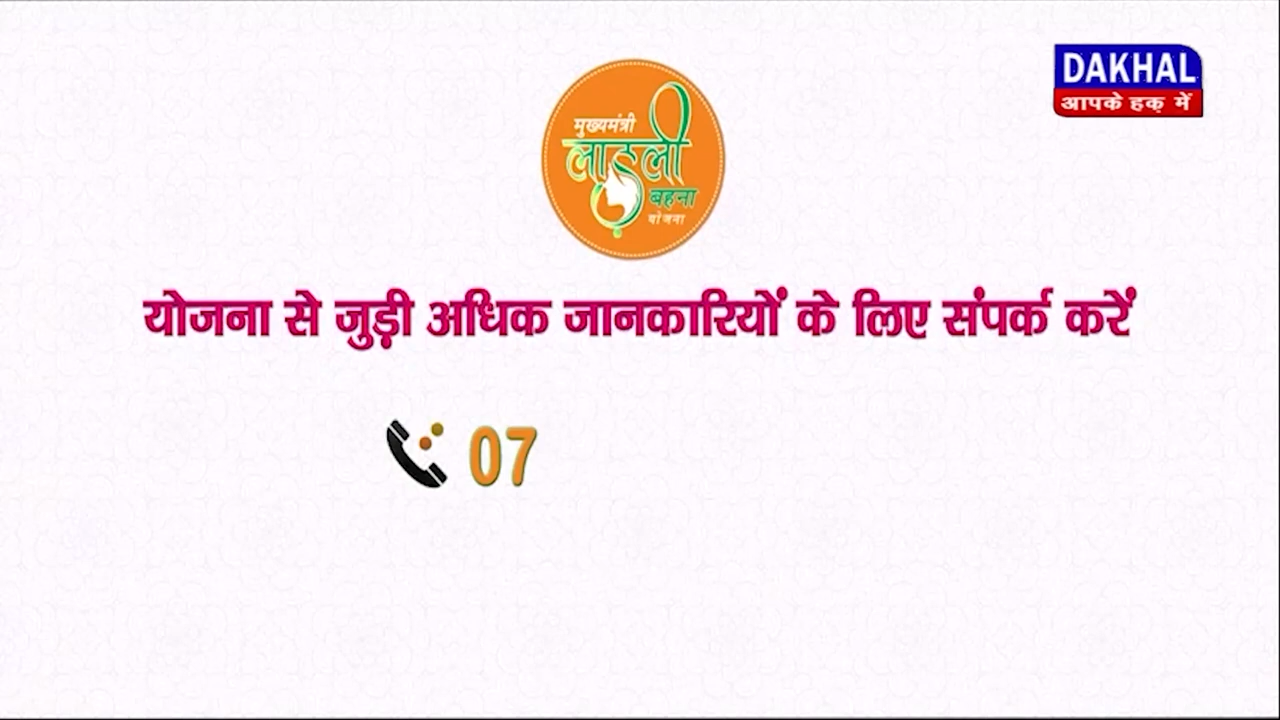 DAKHAL
आपके हक़ में
मुख्यमंत्री
लाड़ली
बहना
योजना
योजना से जुड़ी अधिक जानकारियों के लिए संपर्क करें
07